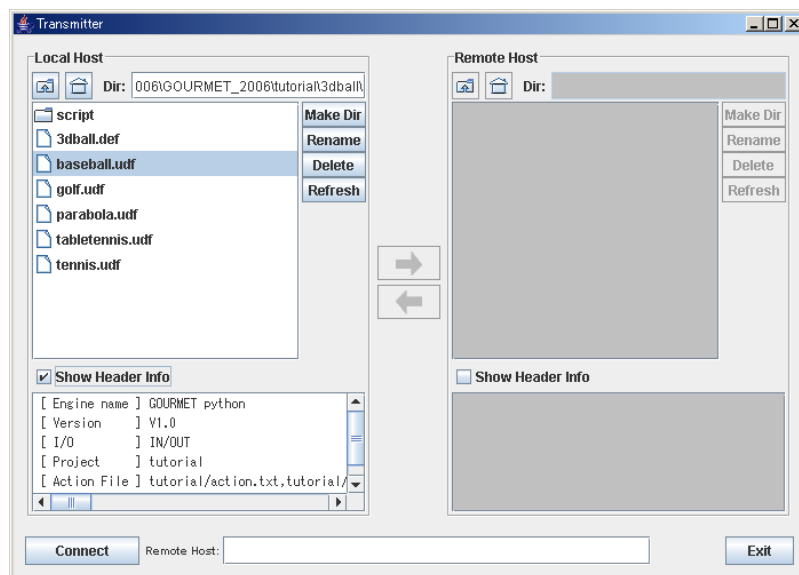 Transmitter
Local Host
Dir: 006\GOURMET_2006\tutorial\3dball\
script
3dball.def
baseball.udf
golf.udf
parabola.udf
tabletennis.udf
tennis.udf
Make Dir
Rename
Delete
Refresh
Show Header Info
[ Engine name ] GOURMET python
[ Version ] V1.0
[ I/O ] IN/OUT
[ Project ] tutorial
[ Action File ] tutorial/action.txt,tutorial/
Remote Host
Dir:
Make Dir
Rename
Delete
Refresh
Show Header Info
Connect
Remote Host:
Exit